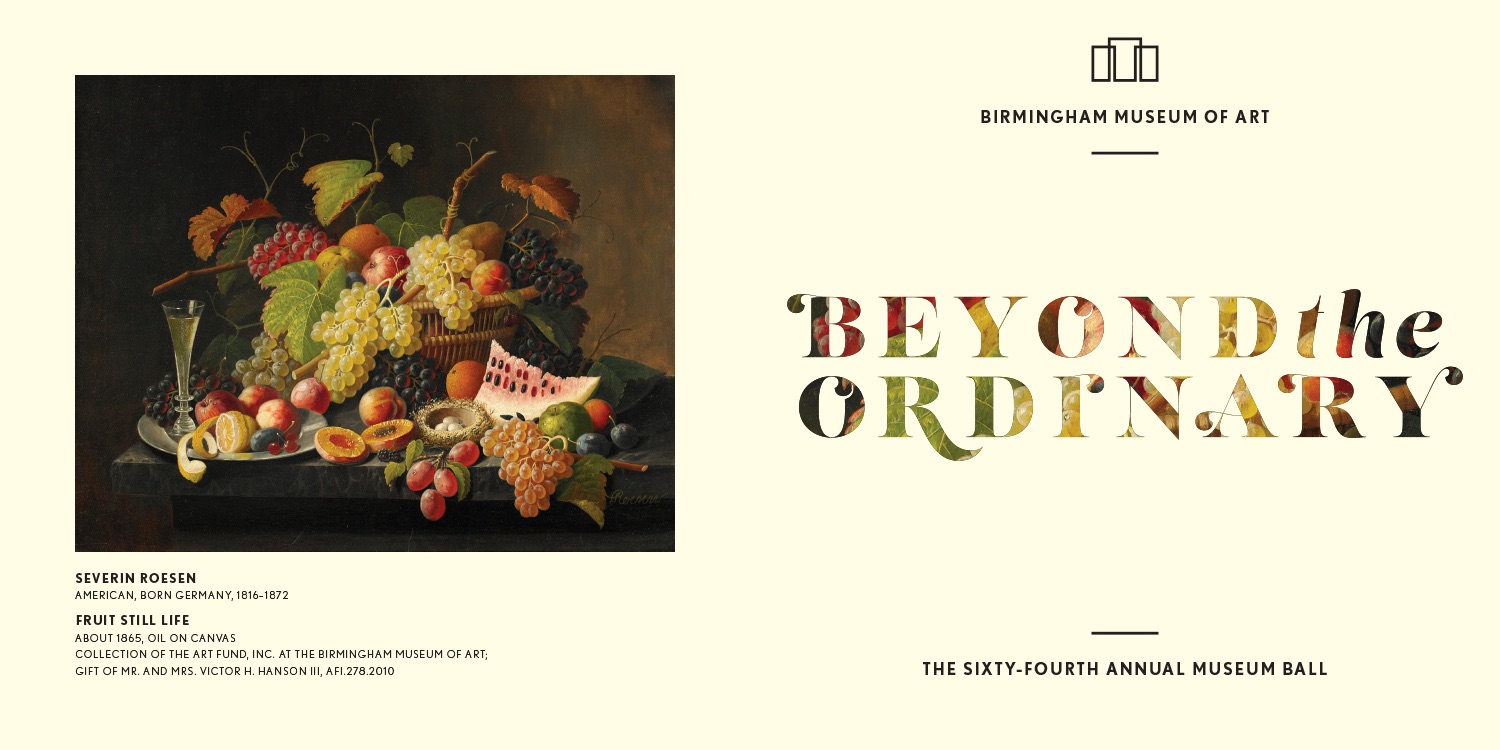 SEVERIN ROESEN
AMERICAN, BORN GERMANY, 1816-1872
FRUIT STILL LIFE
ABOUT 1865, OIL ON CANVAS
COLLECTION OF THE ART FUND, INC. AT THE BIRMINGHAM MUSEUM OF ART;
GIFT OF MR. AND MRS. VICTOR H. HANSON III, AFI.278.2010
Roesen
BIRMINGHAM MUSEUM OF ART
BEYOND the
ORDINARY
THE SIXTY-FOURTH ANNUAL MUSEUM BALL